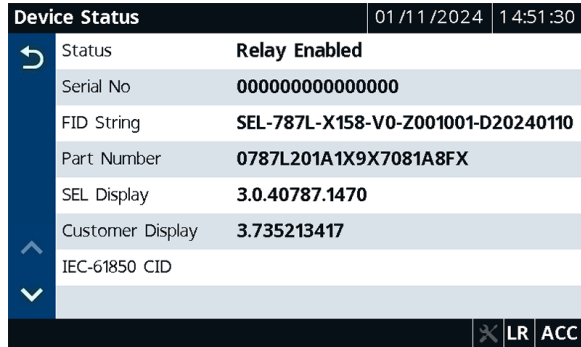 Device Status 01/11/2024 14:51:30
Status Relay Enabled
Serial No 000000000000000
FID String SEL-787L-X158-V0-Z001001-D20240110
Part Number 0787L201A1X9X7081A8FX
SEL Display 3.0.40787.1470
Customer Display 3.735213417
IEC-61850 CID
LR ACC